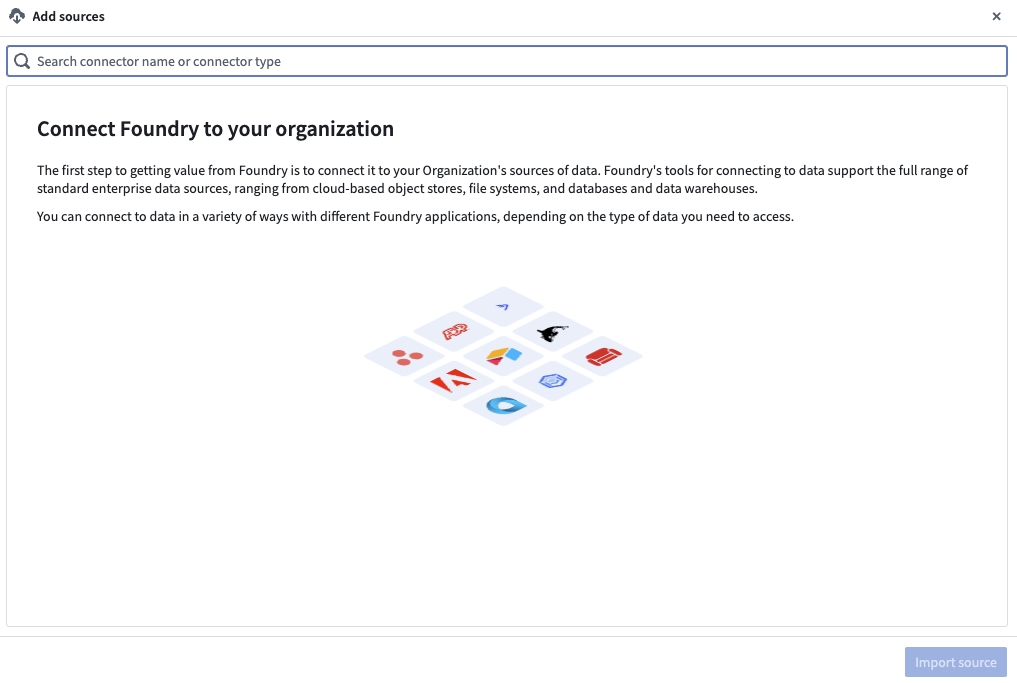 Add sources
Search connector name or connector type
Connect Foundry to your organization
The first step to getting value from Foundry is to connect it to your Organization's sources of data. Foundry's tools for connecting to data support the full range of
standard enterprise data sources, ranging from cloud-based object stores, file systems, and databases and data warehouses.
You can connect to data in a variety of ways with different Foundry applications, depending on the type of data you need to access.
ADP
Import source